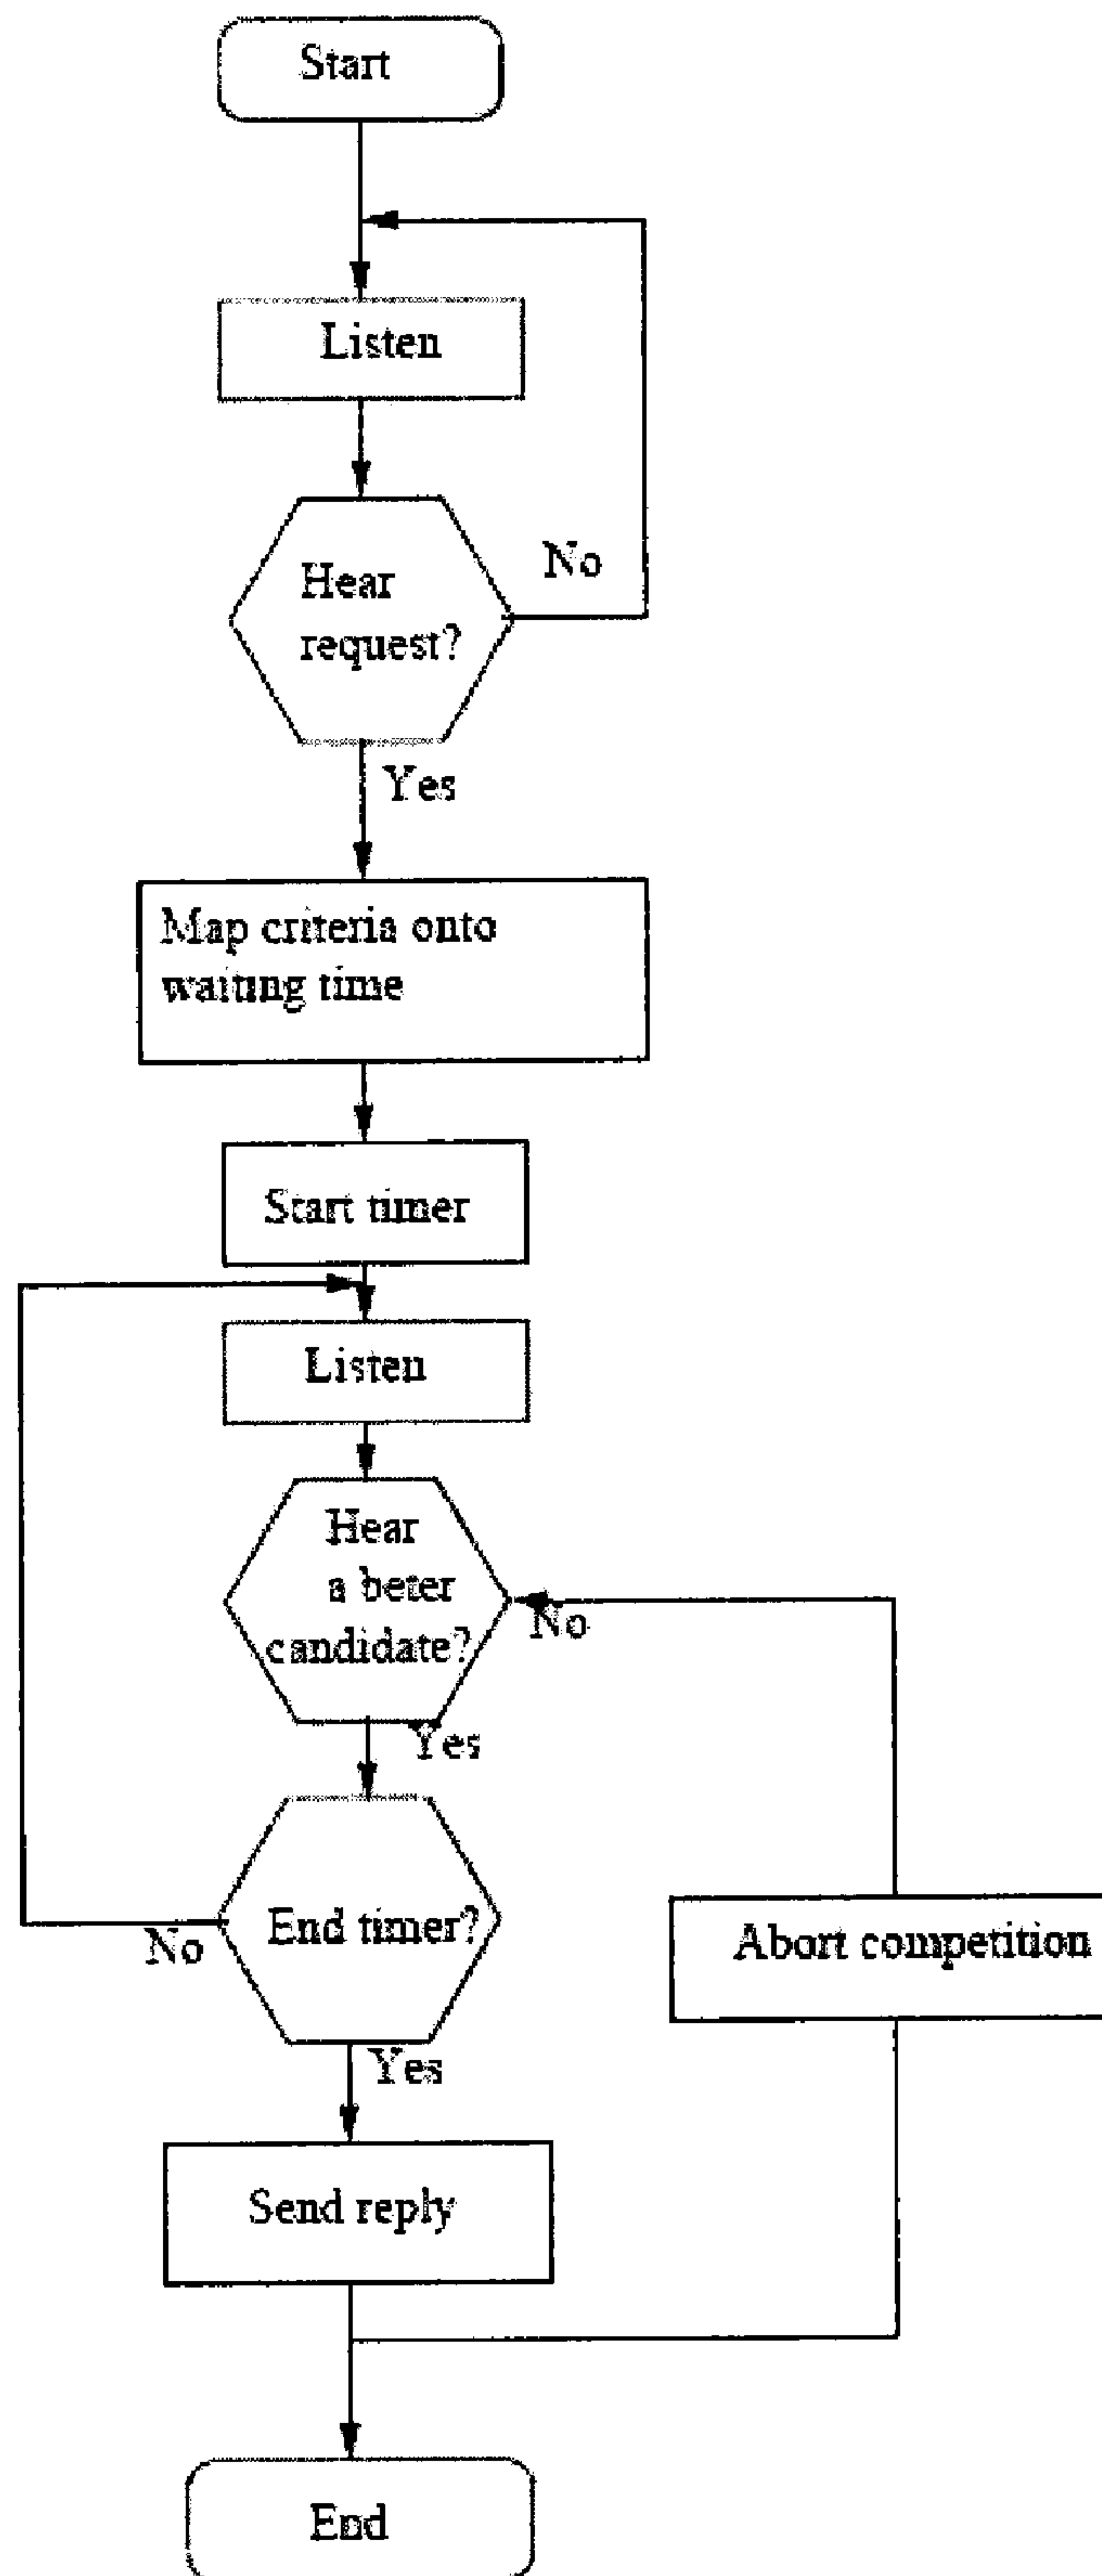 Start
Listen
No
Hear
request?
Yes
Map criteria onto
waiting time
Start timer
Listen
Hear
a beter
candidate?
No
Yes
End timer?
No
Abort competition
Yes
Send reply
End